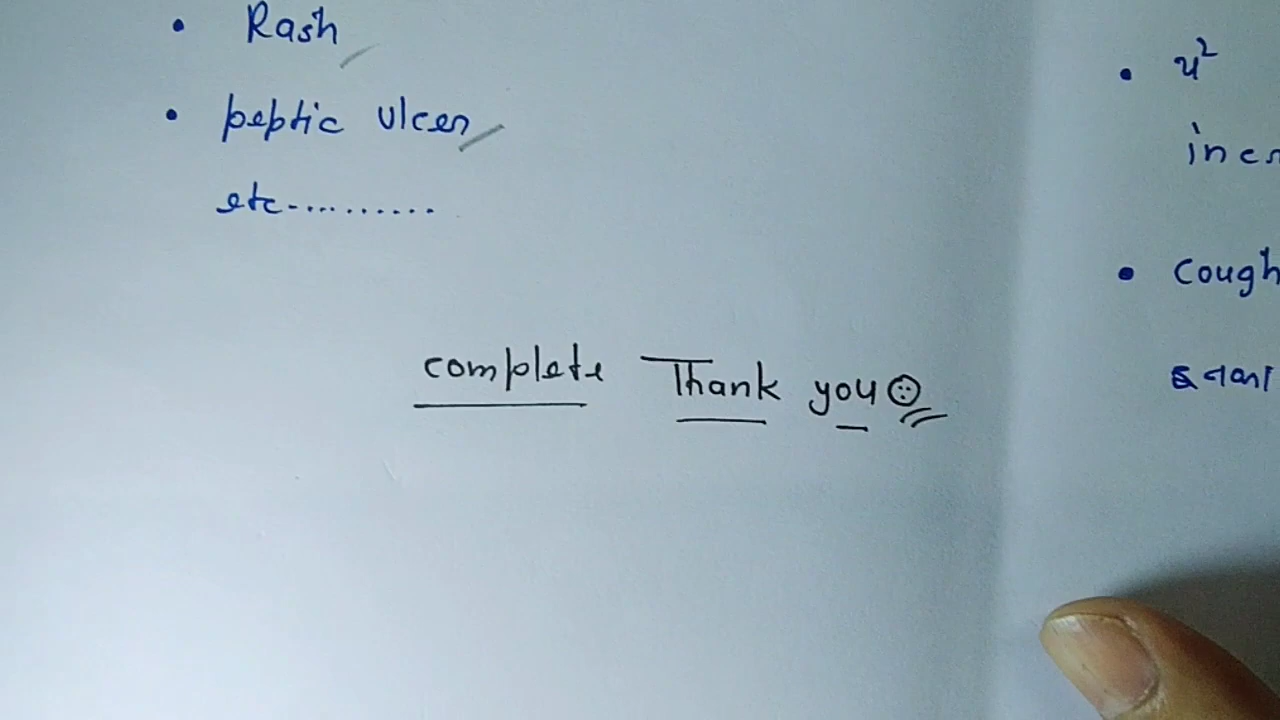 • Rash
• peptic ulcer
etc-..........
complete Thank you
•
• Cough